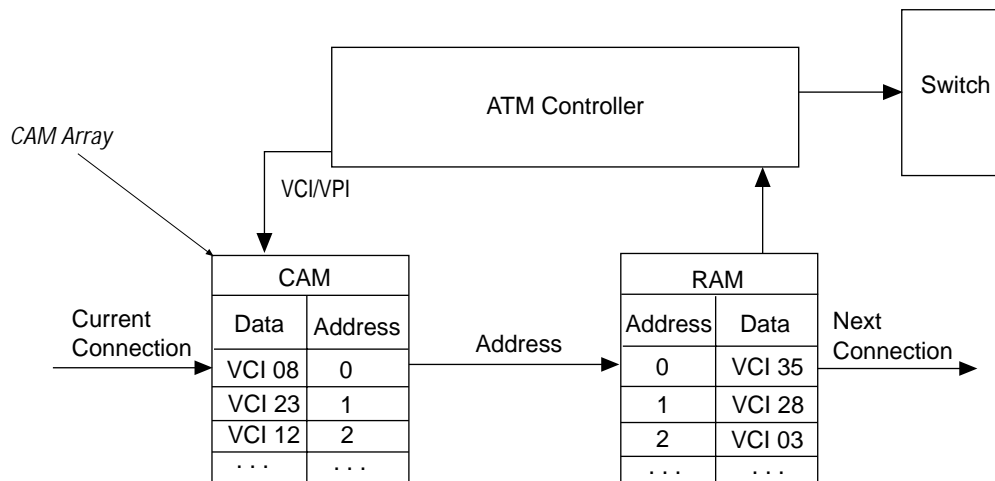 ATM Controller
Switch
CAM Array
VCI/VPI
CAM
Data Address
VCI 08 0
VCI 23 1
VCI 12 2
. . . . . .
Current
Connection
Address
RAM
Address Data
0 VCI 35
1 VCI 28
2 VCI 03
. . . . . .
Next
Connection